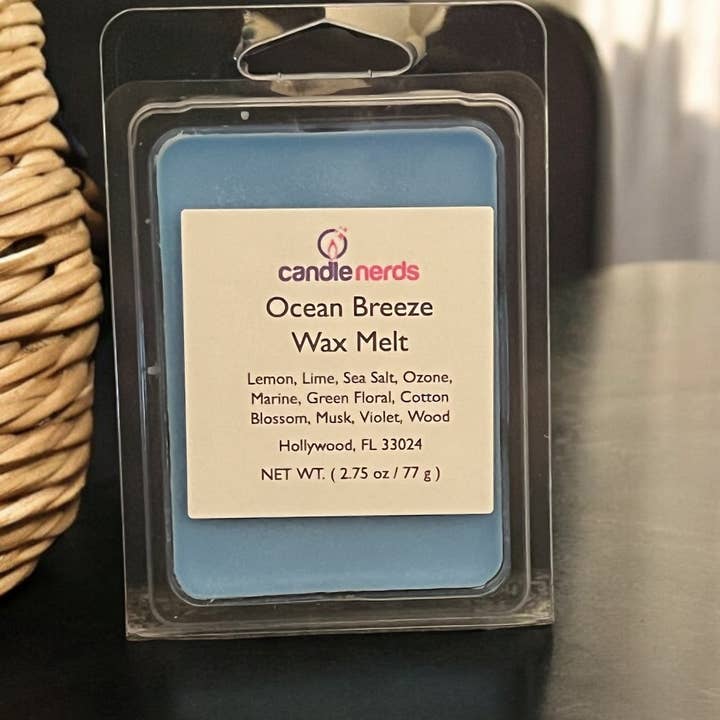 candle nerds
Ocean Breeze
Wax Melt
Lemon, Lime, Sea Salt, Ozone,
Marine, Green Floral, Cotton
Blossom, Musk, Violet, Wood
Hollywood, FL 33024
NET WT. ( 2.75 oz / 77 g )